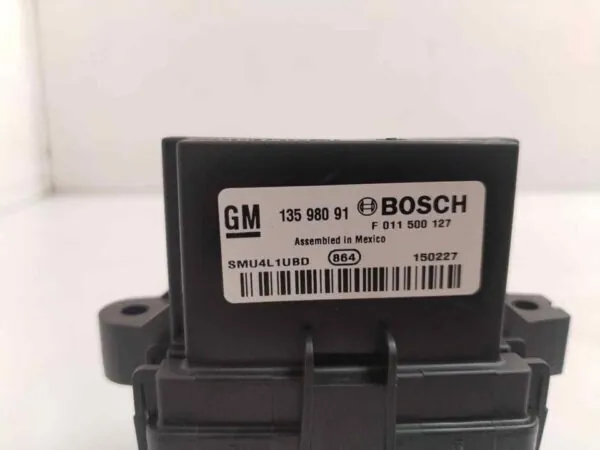 GM 135 980 91 BOSCH
F 011 500 127
Assembled in Mexico
SMU4L1UBD 864 150227